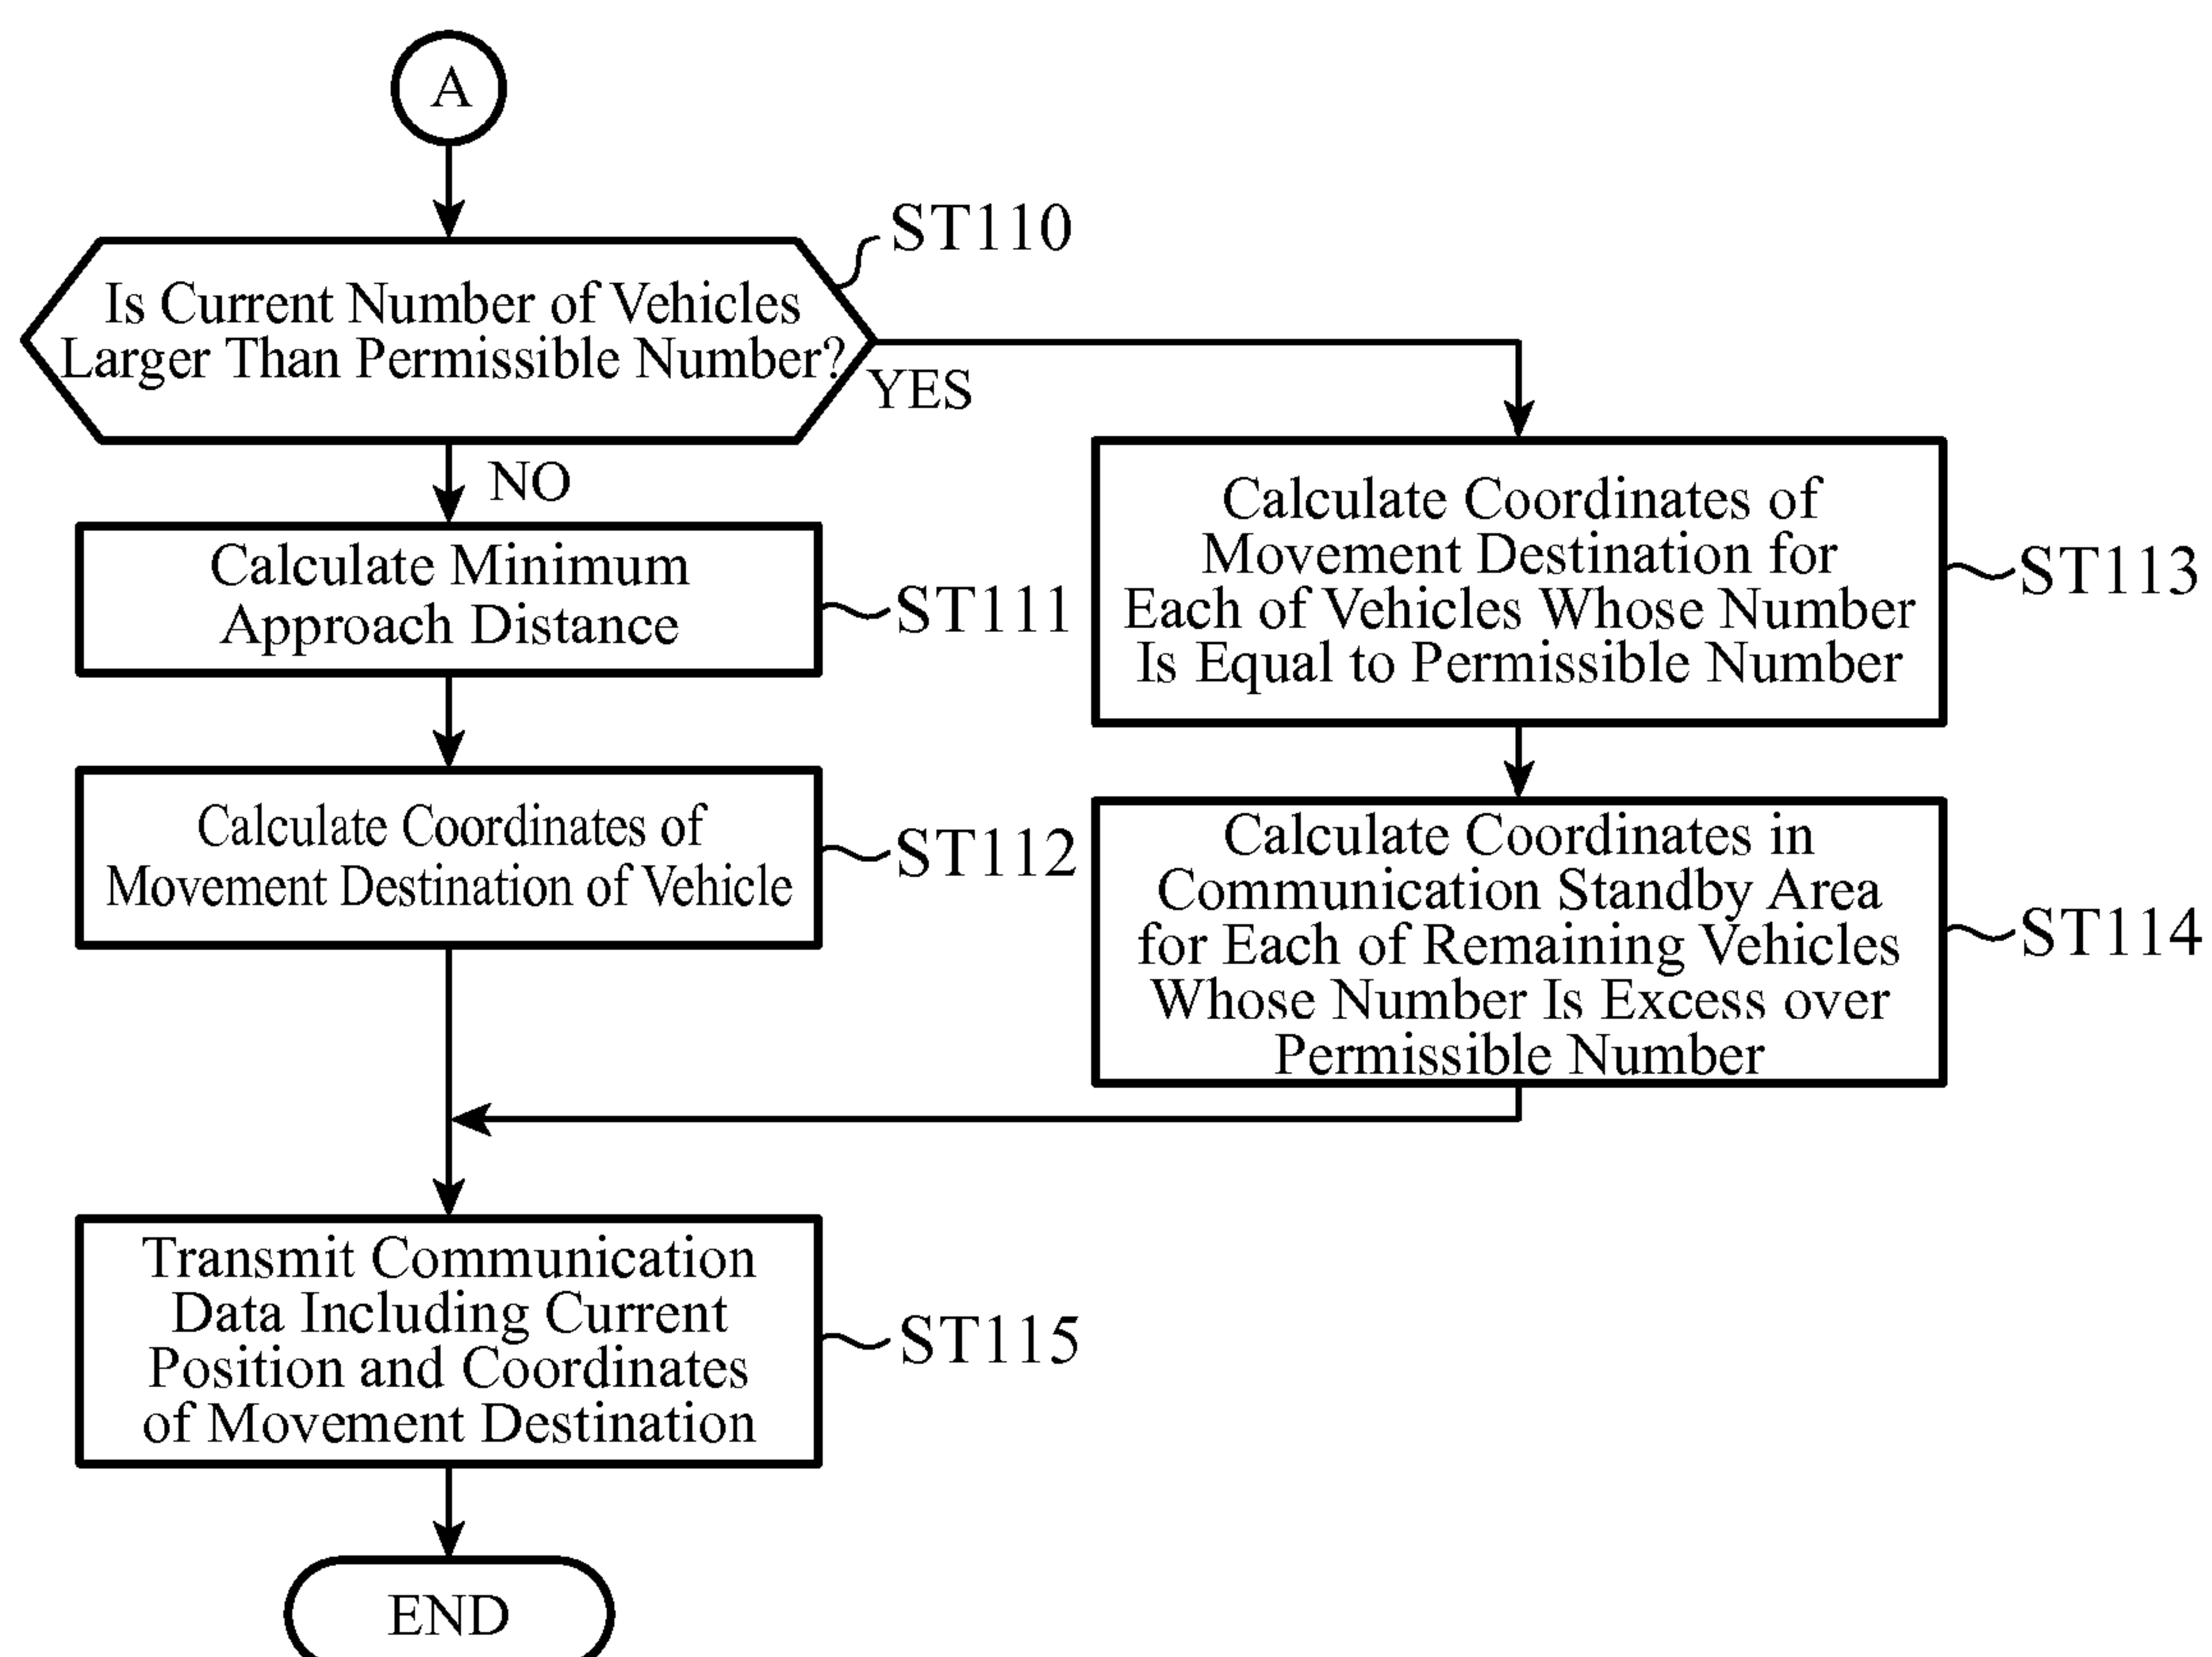 A
ST110
Is Current Number of Vehicles
Larger Than Permissible Number?
YES
NO
Calculate Minimum
Approach Distance
ST111
Calculate Coordinates of
Movement Destination of Vehicle
ST112
Calculate Coordinates of
Movement Destination for
Each of Vehicles Whose Number
Is Equal to Permissible Number
ST113
Calculate Coordinates in
Communication Standby Area
for Each of Remaining Vehicles
Whose Number Is Excess over
Permissible Number
ST114
Transmit Communication
Data Including Current
Position and Coordinates
of Movement Destination
ST115
END